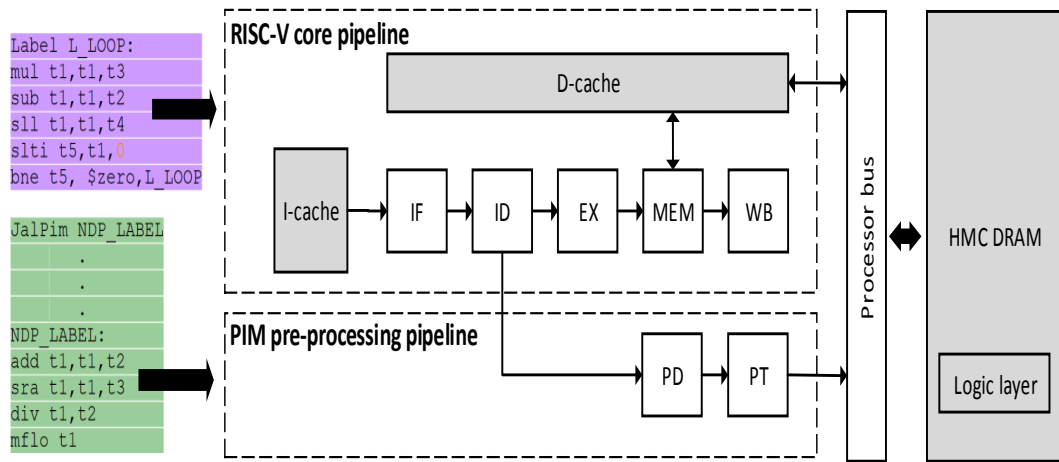 Label L_LOOP:
mul t1,t1,t3
sub t1,t1,t2
sll t1,t1,t4
slti t5,t1,0
bne t5, $zero,L_LOOP
JalPim NDP_LABEL
.
.
.
NDP_LABEL:
add t1,t1,t2
sra t1,t1,t3
div t1,t2
mflo t1
RISC-V core pipeline
D-cache
I-cache
IF
ID
EX
MEM
WB
PIM pre-processing pipeline
PD
PT
Processor bus
HMC DRAM
Logic layer